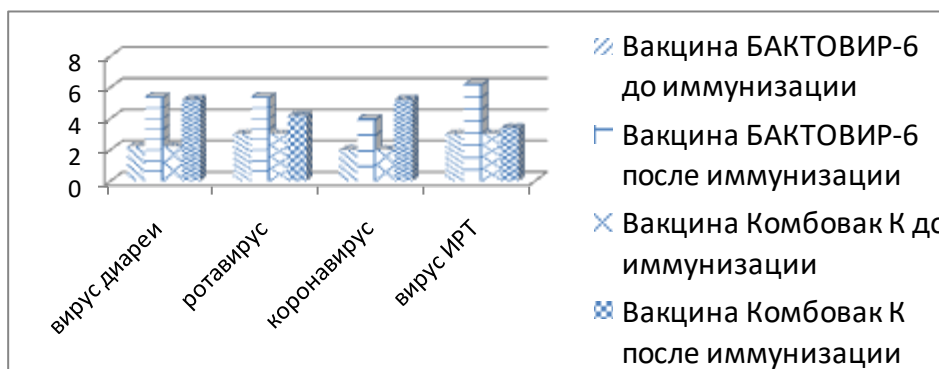 8
6
4
2
0
вирус диареи
ротавирус
коронавирус
вирус ИРТ
Вакцина БАКТОВИР-6
до иммунизации
Вакцина БАКТОВИР-6
после иммунизации
Вакцина Комбовак К до
иммунизации
Вакцина Комбовак К
после иммунизации